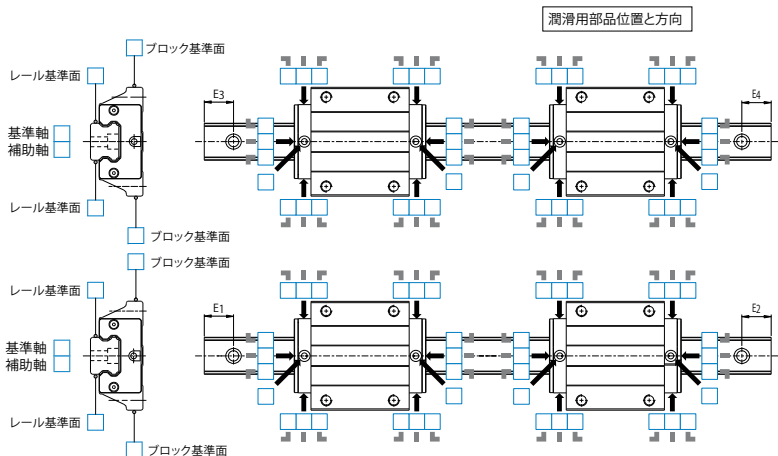 潤滑用部品位置と方向
ブロック基準面
レール基準面
E3
E4
基準軸
補助軸
レール基準面
ブロック基準面
ブロック基準面
レール基準面
E1
E2
基準軸
補助軸
レール基準面
ブロック基準面